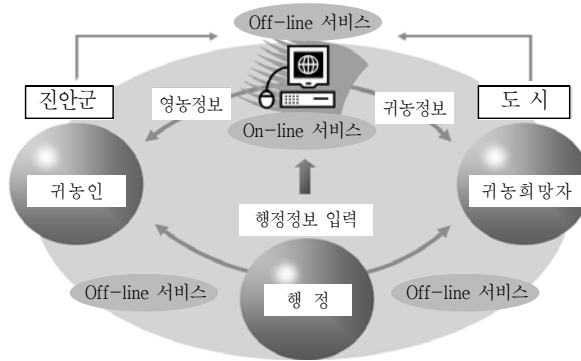 Off-line 서비스
진안군
영농정보
귀농정보
도 시
On-line 서비스
귀농인
귀농희망자
행정정보 입력
Off-line 서비스
행 정
Off-line 서비스